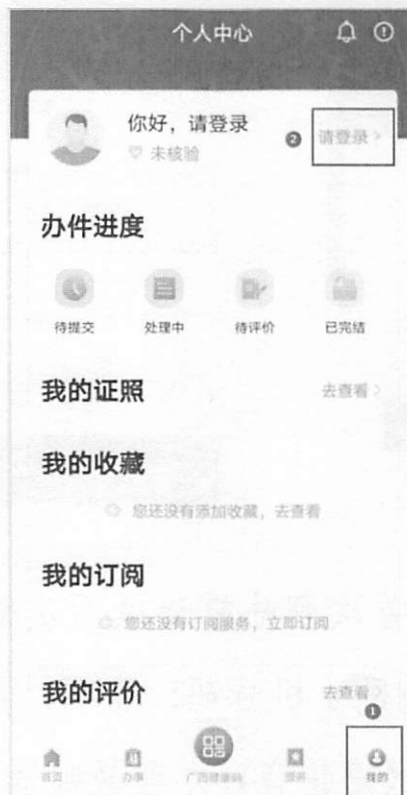 个人中心
你好，请登录
❷ 请登录 >
未核验
办件进度
待提交 处理中 待评价 已完结
我的证照 去查看 >
我的收藏
您还没有添加收藏，去查看
我的订阅
您还没有订阅服务，立即订阅
我的评价 去查看 >
❶
首页 办事 广西健康码 服务 我的